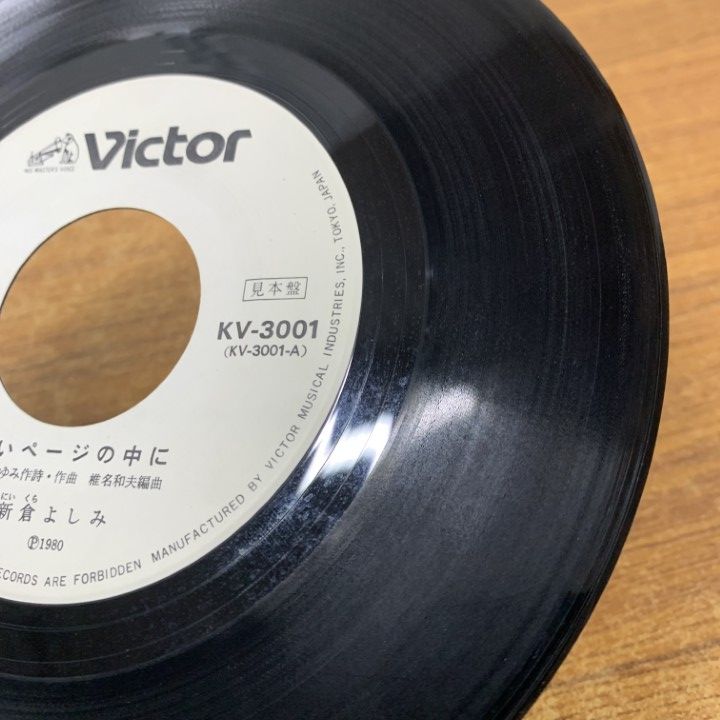 HIS MASTER'S VOICE
Victor
見本盤
KV-3001
(KV-3001-A)
いページの中に
ゆみ作詩・作曲 椎名和夫編曲
にい くら
新倉よしみ
Ⓟ1980
ECORDS ARE FORBIDDEN MANUFACTURED BY VICTOR MUSICAL INDUSTRIES, INC., TOKYO, JAPAN